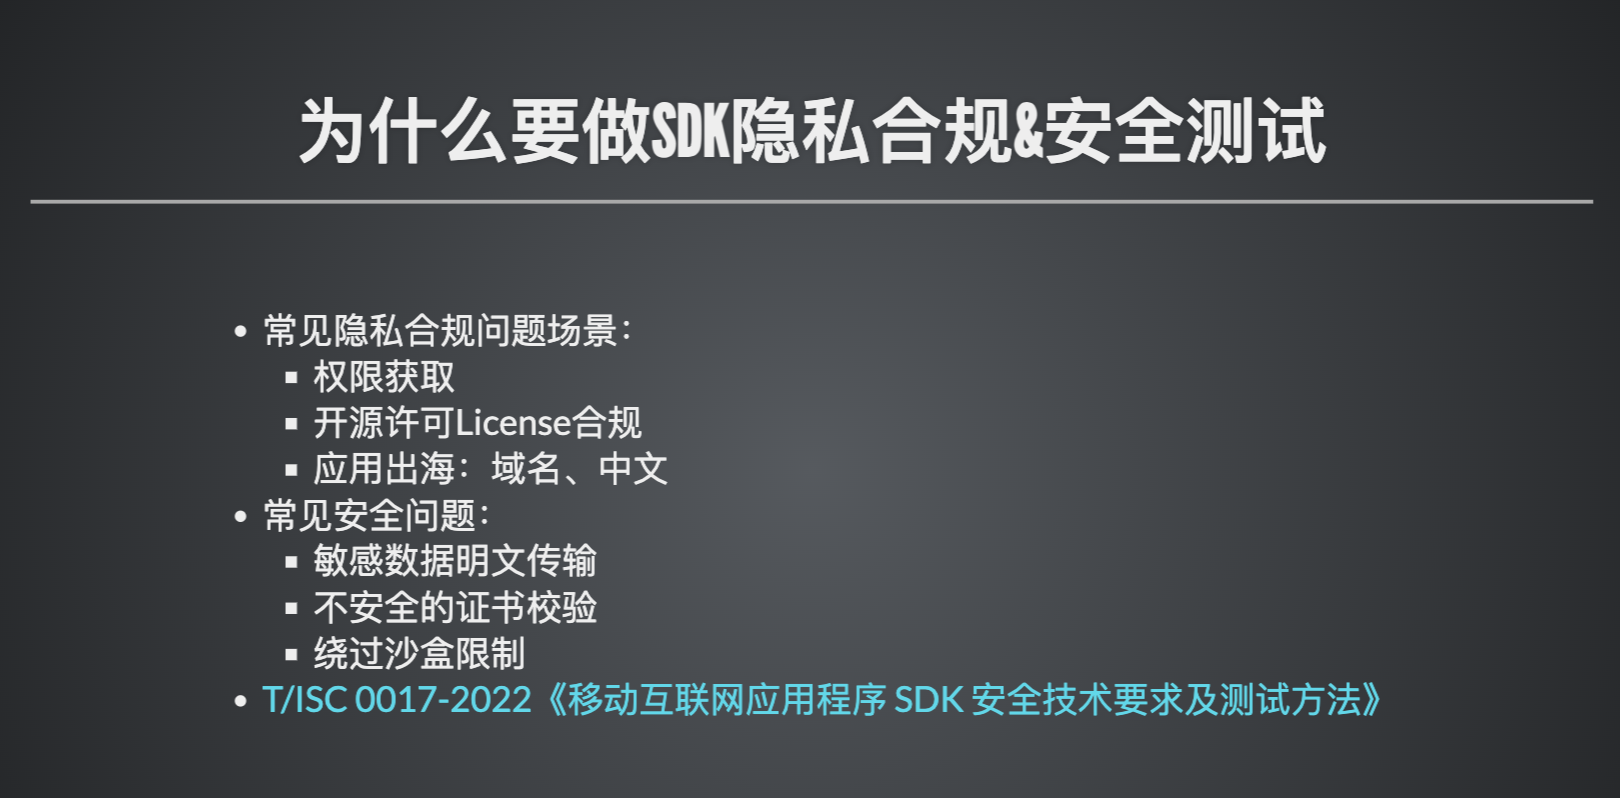 为什么要做SDK隐私合规&安全测试
常见隐私合规问题场景：
权限获取
开源许可License合规
应用出海：域名、中文
常见安全问题：
敏感数据明文传输
不安全的证书校验
绕过沙盒限制
T/ISC 0017-2022《移动互联网应用程序 SDK 安全技术要求及测试方法》